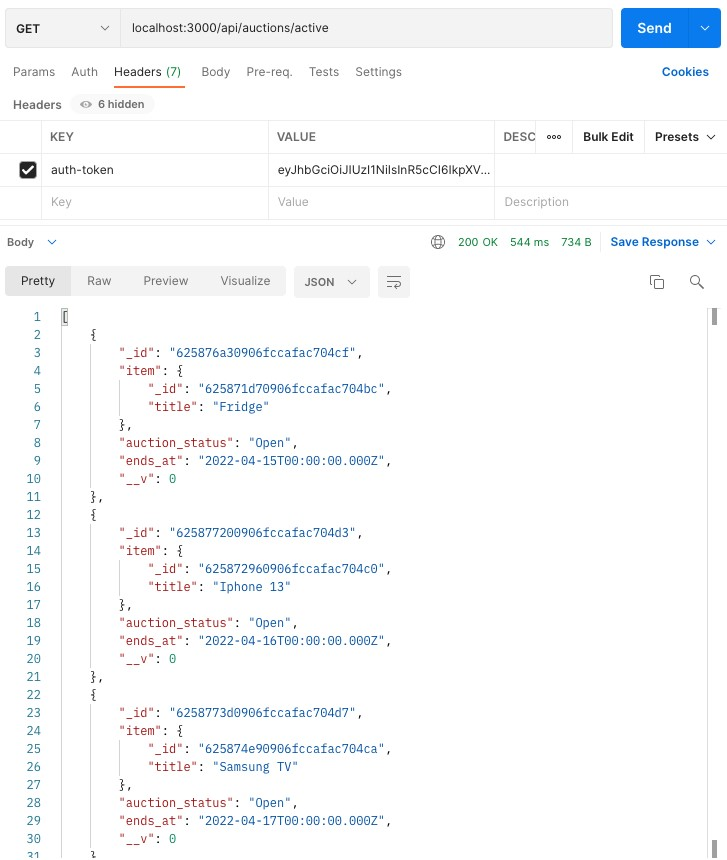 GET localhost:3000/api/auctions/active Send
Params Auth Headers (7) Body Pre-req. Tests Settings Cookies
Headers 6 hidden
KEY VALUE DESC ••• Bulk Edit Presets
auth-token eyJhbGciOiJIUzI1NiIsInR5cCI6IkpXV...
Key Value Description
Body 200 OK 544 ms 734 B Save Response
Pretty Raw Preview Visualize JSON
1 [
2 {
3 "_id": "625876a30906fccafac704cf",
4 "item": {
5 "_id": "625871d70906fccafac704bc",
6 "title": "Fridge"
7 },
8 "auction_status": "Open",
9 "ends_at": "2022-04-15T00:00:00.000Z",
10 "__v": 0
11 },
12 {
13 "_id": "625877200906fccafac704d3",
14 "item": {
15 "_id": "625872960906fccafac704c0",
16 "title": "Iphone 13"
17 },
18 "auction_status": "Open",
19 "ends_at": "2022-04-16T00:00:00.000Z",
20 "__v": 0
21 },
22 {
23 "_id": "6258773d0906fccafac704d7",
24 "item": {
25 "_id": "625874e90906fccafac704ca",
26 "title": "Samsung TV"
27 },
28 "auction_status": "Open",
29 "ends_at": "2022-04-17T00:00:00.000Z",
30 "__v": 0
31 }